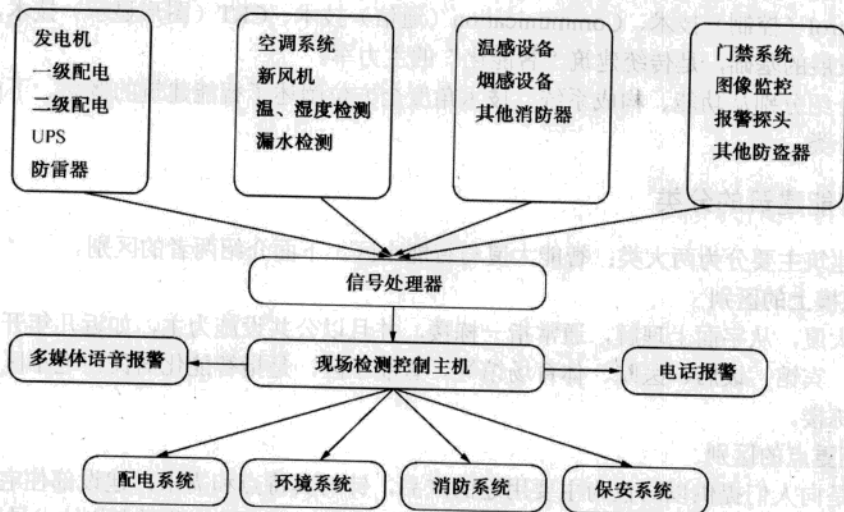 发电机
一级配电
二级配电
UPS
防雷器
空调系统
新风机
温、湿度检测
漏水检测
温感设备
烟感设备
其他消防器
门禁系统
图像监控
报警探头
其他防盗器
信号处理器
多媒体语音报警
现场检测控制主机
电话报警
配电系统
环境系统
消防系统
保安系统